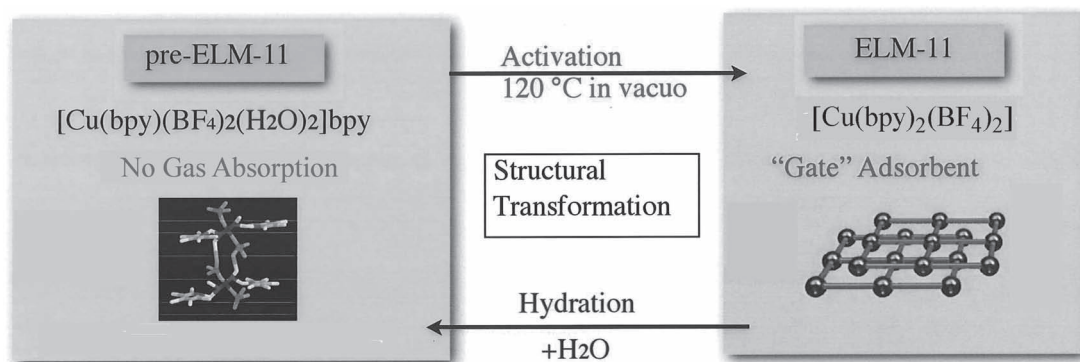 pre-ELM-11
[Cu(bpy)(BF4)2(H2O)2]bpy
No Gas Absorption
Activation
120 °C in vacuo
Structural
Transformation
Hydration
+H2O
ELM-11
[Cu(bpy)2(BF4)2]
“Gate” Adsorbent